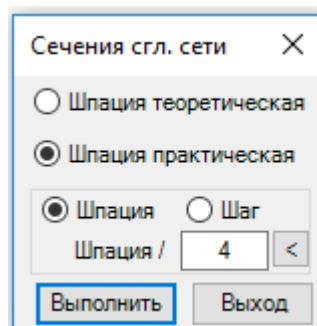 Сечения сгл. сети
Шпация теоретическая
Шпация практическая
Шпация Шаг
Шпация / 4 <
Выполнить Выход